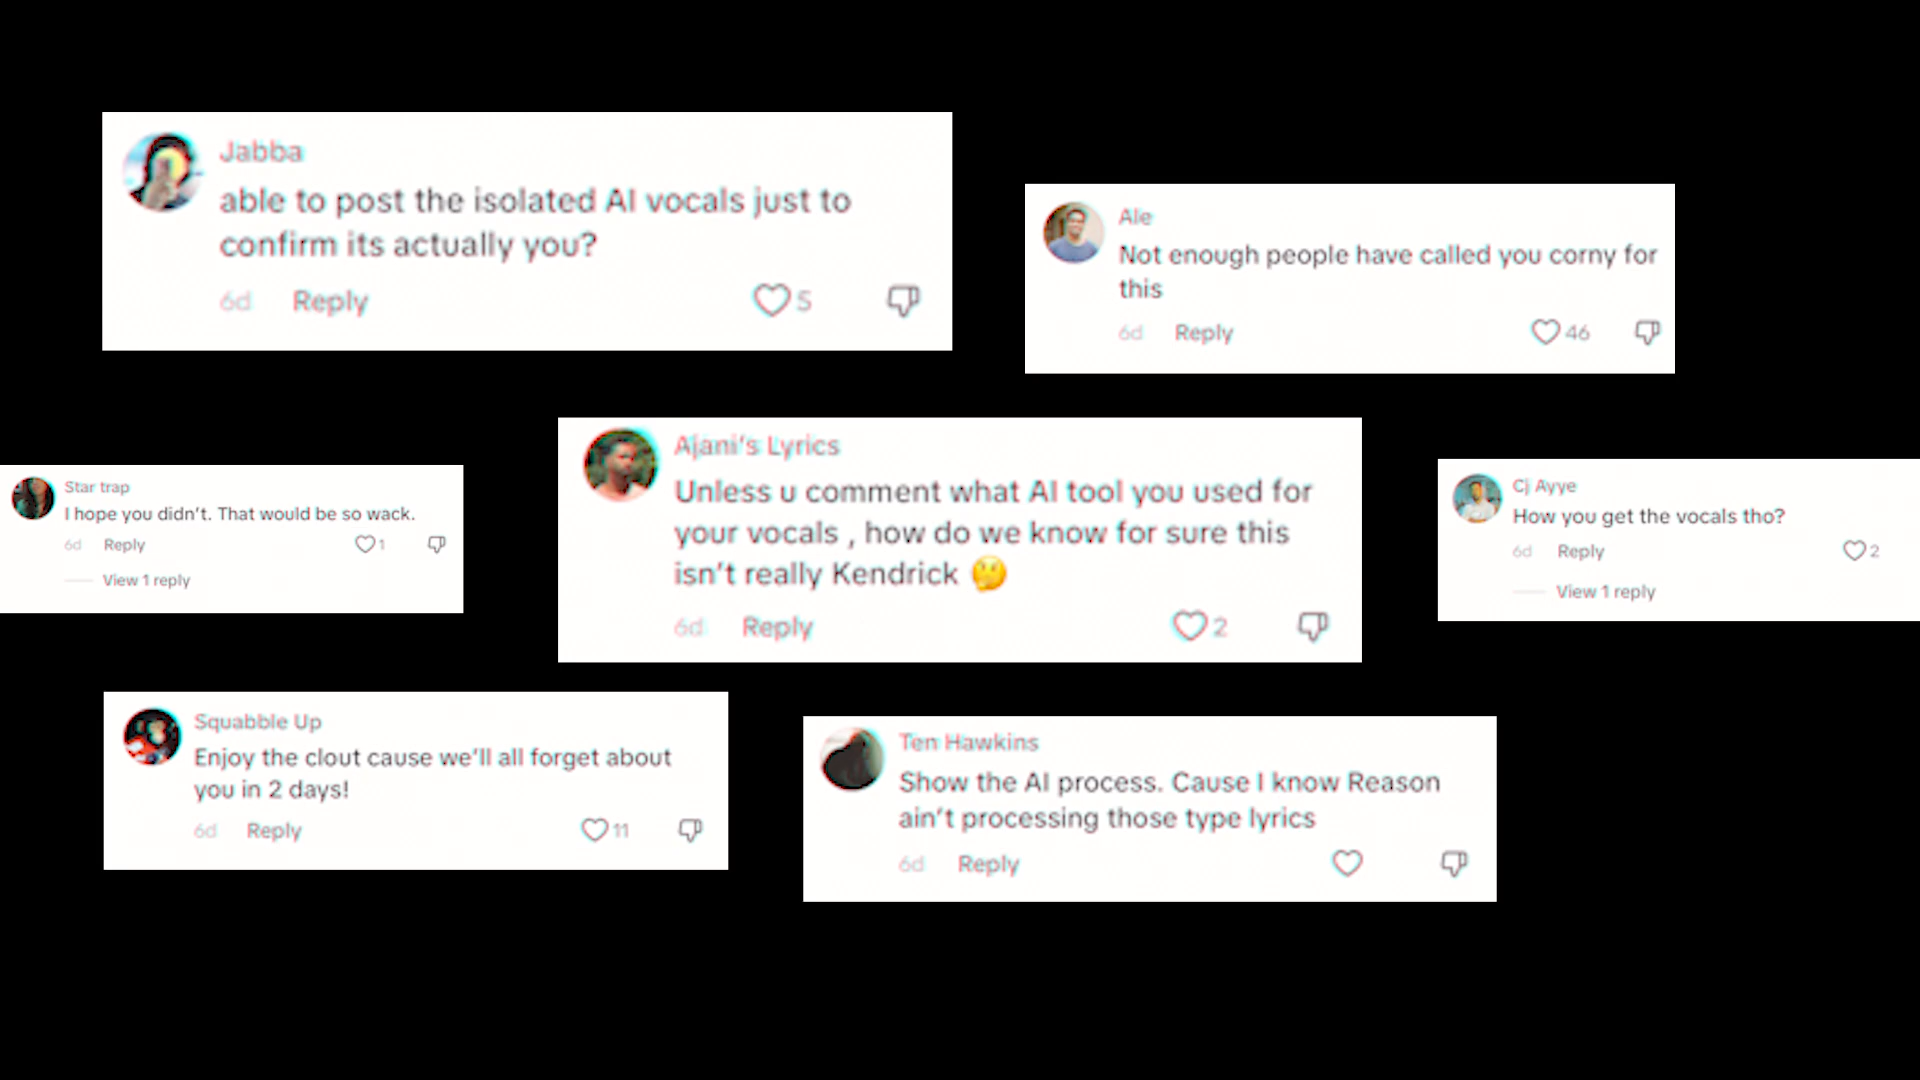 Jabba
able to post the isolated AI vocals just to
confirm its actually you?
6d Reply 5
Ale
Not enough people have called you corny for
this
6d Reply 46
Star trap
I hope you didn't. That would be so wack.
6d Reply 1
View 1 reply
Ajani's Lyrics
Unless u comment what AI tool you used for
your vocals , how do we know for sure this
isn't really Kendrick 🤔
6d Reply 2
Cj Ayye
How you get the vocals tho?
6d Reply 2
View 1 reply
Squabble Up
Enjoy the clout cause we'll all forget about
you in 2 days!
6d Reply 11
Ten Hawkins
Show the AI process. Cause I know Reason
ain't processing those type lyrics
6d Reply